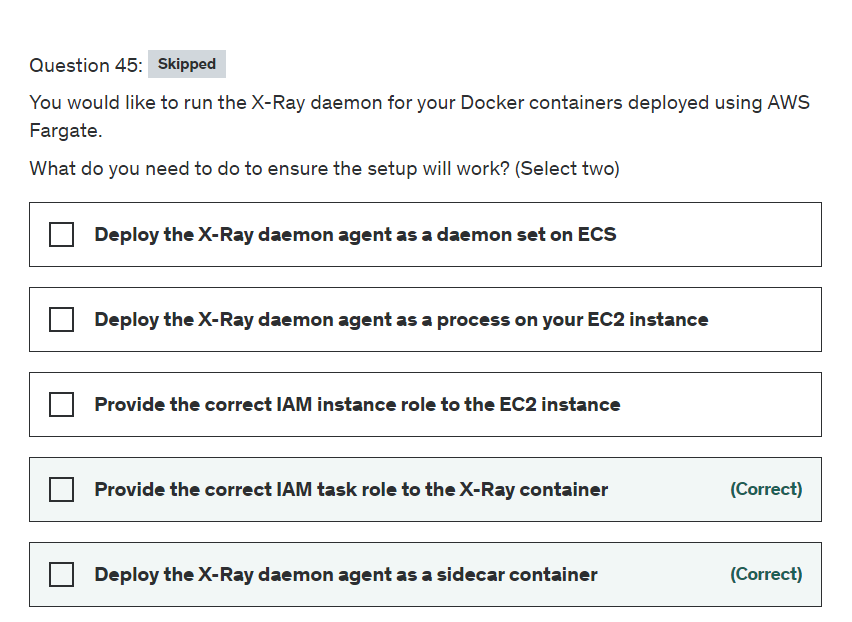 Question 45: Skipped
You would like to run the X-Ray daemon for your Docker containers deployed using AWS
Fargate.
What do you need to do to ensure the setup will work? (Select two)
Deploy the X-Ray daemon agent as a daemon set on ECS
Deploy the X-Ray daemon agent as a process on your EC2 instance
Provide the correct IAM instance role to the EC2 instance
Provide the correct IAM task role to the X-Ray container (Correct)
Deploy the X-Ray daemon agent as a sidecar container (Correct)